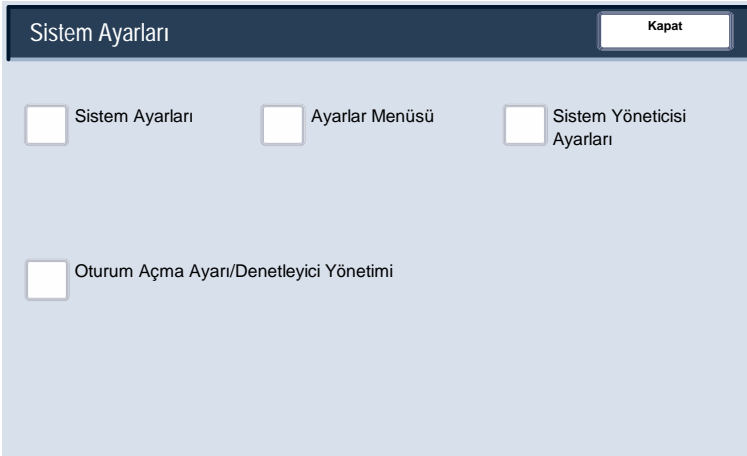 Sistem Ayarları
Kapat
Sistem Ayarları
Ayarlar Menüsü
Sistem Yöneticisi
Ayarları
Oturum Açma Ayarı/Denetleyici Yönetimi